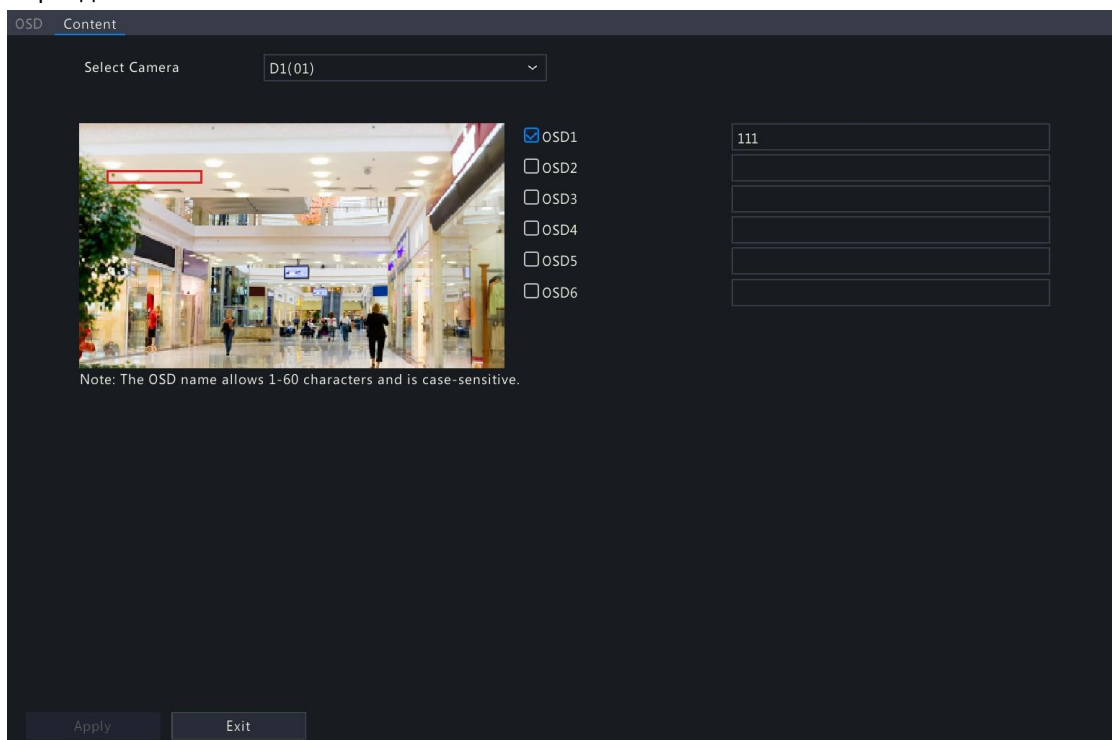 OSD Content
Select Camera D1(01)
OSD1 111
OSD2
OSD3
OSD4
OSD5
OSD6
Note: The OSD name allows 1-60 characters and is case-sensitive.
Apply Exit